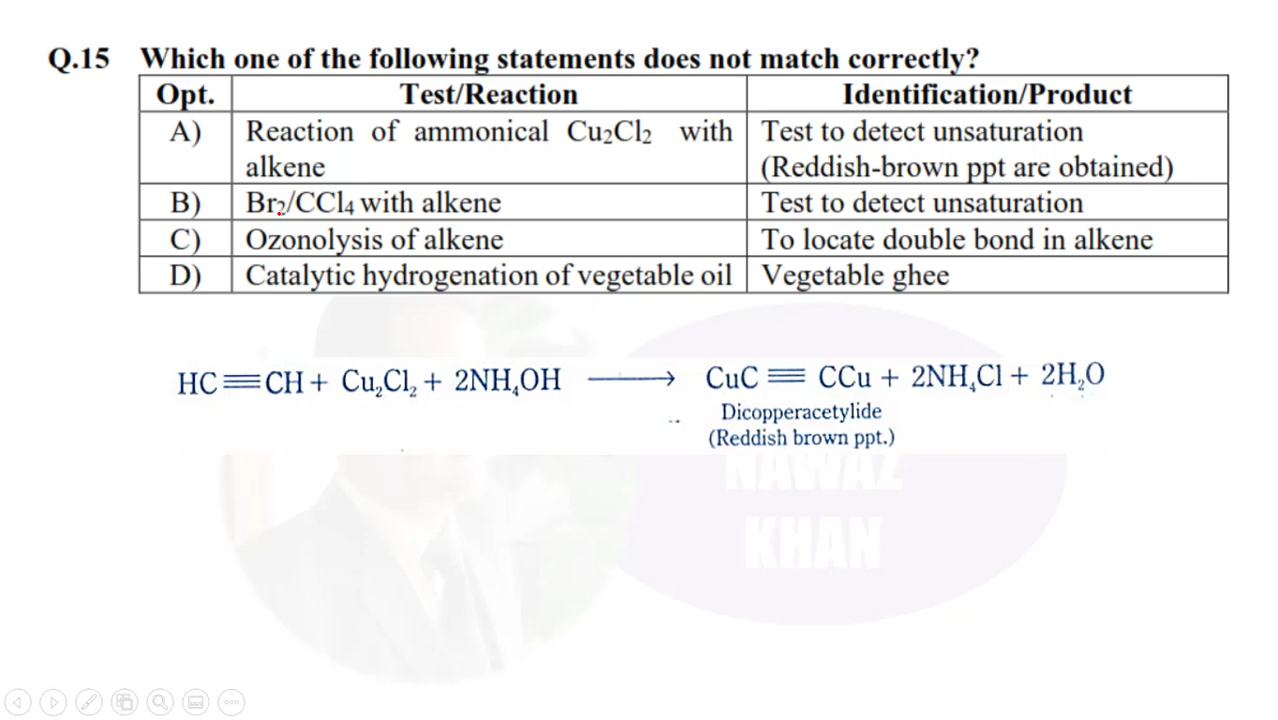 Q.15 Which one of the following statements does not match correctly?
Opt. Test/Reaction Identification/Product
A) Reaction of ammonical Cu₂Cl₂ with Test to detect unsaturation
alkene (Reddish-brown ppt are obtained)
B) Br₂/CCl₄ with alkene Test to detect unsaturation
C) Ozonolysis of alkene To locate double bond in alkene
D) Catalytic hydrogenation of vegetable oil Vegetable ghee
HC≡CH + Cu₂Cl₂ + 2NH₄OH ⟶ CuC ≡ CCu + 2NH₄Cl + 2H₂O
Dicopperacetylide
(Reddish brown ppt.)
NAWAZ
KHAN